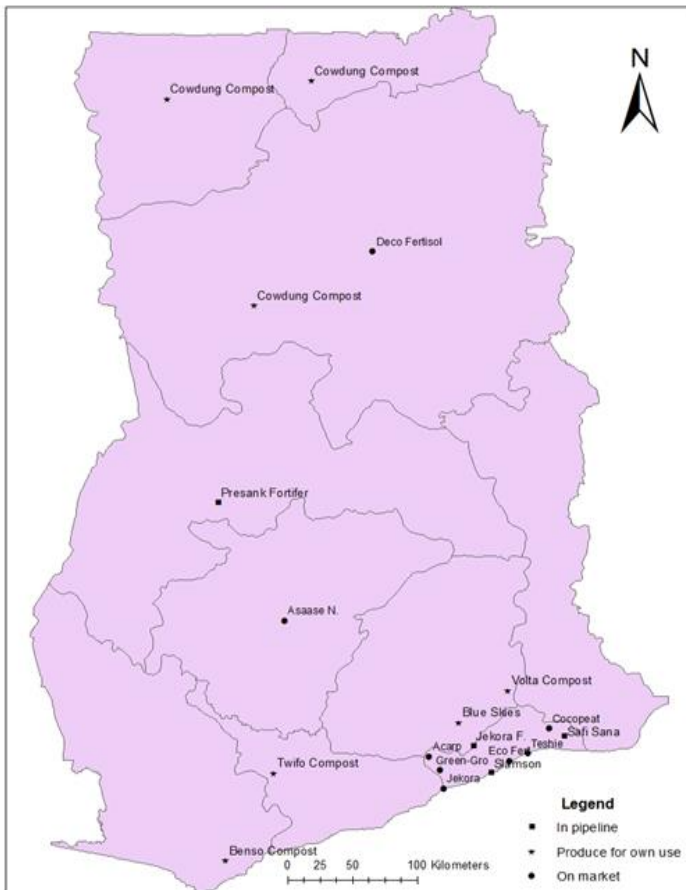 N
Cowdung Compost
Cowdung Compost
Deco Fertisol
Cowdung Compost
Presank Fortifer
Asaase N.
Volta Compost
Blue Skies
Cocopeat
Safi Sana
Jekora F.
Teshie
Acarp
Eco Fert
Green-Gro
Slamson
Jekora
Twifo Compost
Benso Compost
Legend
In pipeline
Produce for own use
On market
0 25 50 100 Kilometers